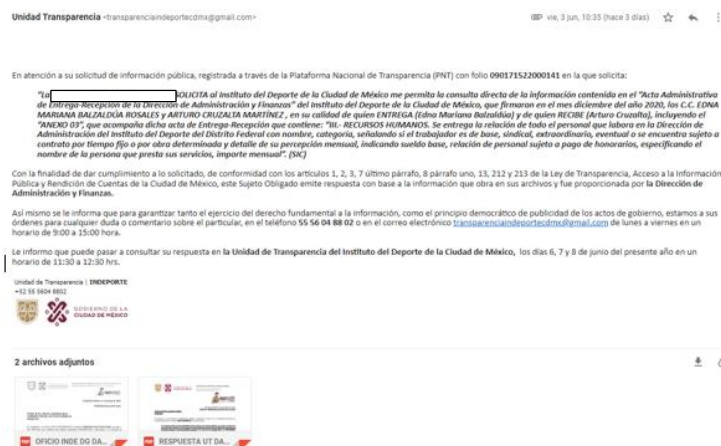 Unidad Transparencia <transparenciaindeportecdmx@gmail.com>
vie, 3 jun, 10:35 (hace 3 días)
En atención a su solicitud de información pública, registrada a través de la Plataforma Nacional de Transparencia (PNT) con folio 090171522000141 en la que solicita:
"La SOLICITA al Instituto del Deporte de la Ciudad de México me permita la consulta directa de la información contenida en el "Acta Administrativa
de Entrega-Recepción de la Dirección de Administración y Finanzas" del Instituto del Deporte de la Ciudad de México, que firmaron en el mes diciembre del año 2020, los C.C. EDNA
MARIANA BALZALDÚA ROSALES y ARTURO CRUZALTA MARTÍNEZ , en su calidad de quien ENTREGA (Edna Mariana Balzaldúa) y de quien RECIBE (Arturo Cruzalta), incluyendo el
"ANEXO 03", que acompaña dicha acta de Entrega-Recepción que contiene: "III.- RECURSOS HUMANOS. Se entrega la relación de todo el personal que labora en la Dirección de
Administración del Instituto del Deporte del Distrito Federal con nombre, categoría, señalando si el trabajador es de base, sindical, extraordinario, eventual o se encuentra sujeto a
contrato por tiempo fijo o por obra determinada y detalle de su percepción mensual, indicando sueldo base, relación de personal sujeto a pago de honorarios, especificando el
nombre de la persona que presta sus servicios, importe mensual". (SIC)
Con la finalidad de dar cumplimiento a lo solicitado, de conformidad con los artículos 1, 2, 3, 7 último párrafo, 8 párrafo uno, 13, 212 y 213 de la Ley de Transparencia, Acceso a la Información
Pública y Rendición de Cuentas de la Ciudad de México, este Sujeto Obligado emite respuesta con base a la información que obra en sus archivos y fue proporcionada por la Dirección de
Administración y Finanzas.
Así mismo se le informa que para garantizar tanto el ejercicio del derecho fundamental a la información, como el principio democrático de publicidad de los actos de gobierno, estamos a sus
órdenes para cualquier duda o comentario sobre el particular, en el teléfono 55 56 04 88 02 o en el correo electrónico transparenciaindeportecdmx@gmail.com de lunes a viernes en un
horario de 9:00 a 15:00 hora.
Le informo que puede pasar a consultar su respuesta en la Unidad de Transparencia del Instituto del Deporte de la Ciudad de México, los días 6, 7 y 8 de junio del presente año en un
horario de 11:30 a 12:30 hrs.
Unidad de Transparencia | INDEPORTE
+52 55 5604 8802
GOBIERNO DE LA
CIUDAD DE MÉXICO
2 archivos adjuntos
OFICIO INDE DG DA...
RESPUESTA UT DA...